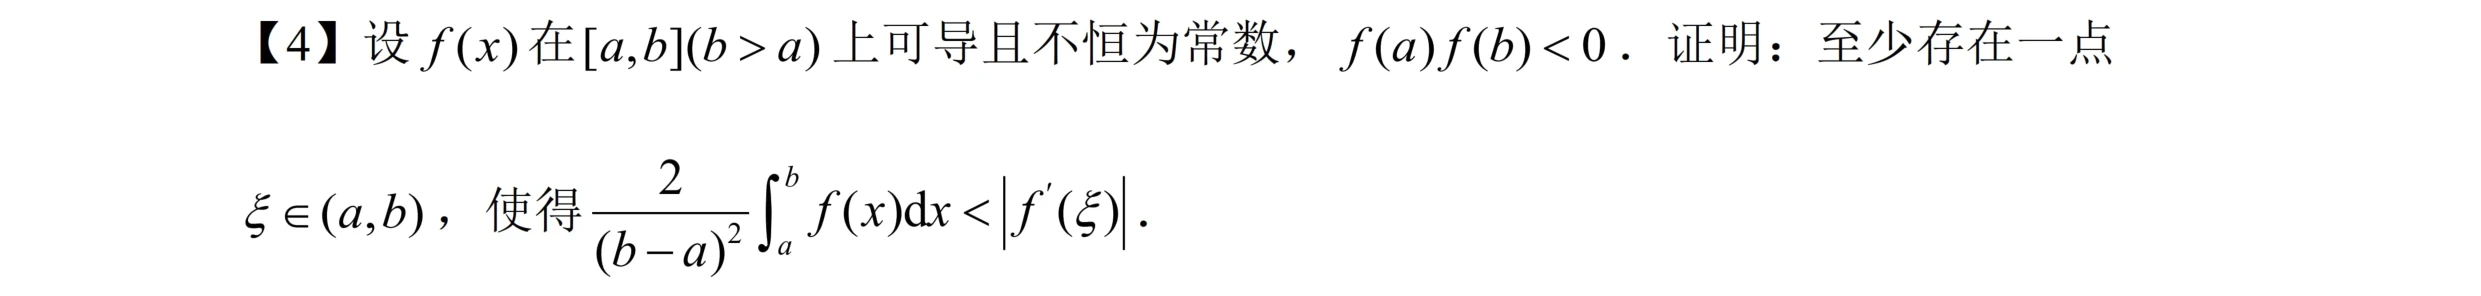 【4】设 $f(x)$ 在 $[a,b](b>a)$ 上可导且不恒为常数， $f(a)f(b)<0$ ． 证明：至少存在一点
$\xi \in (a,b)$ ，使得 $\frac{2}{(b-a)^2}\int_a^b f(x)\mathrm{d}x < \left| f'(\xi) \right|$ ．